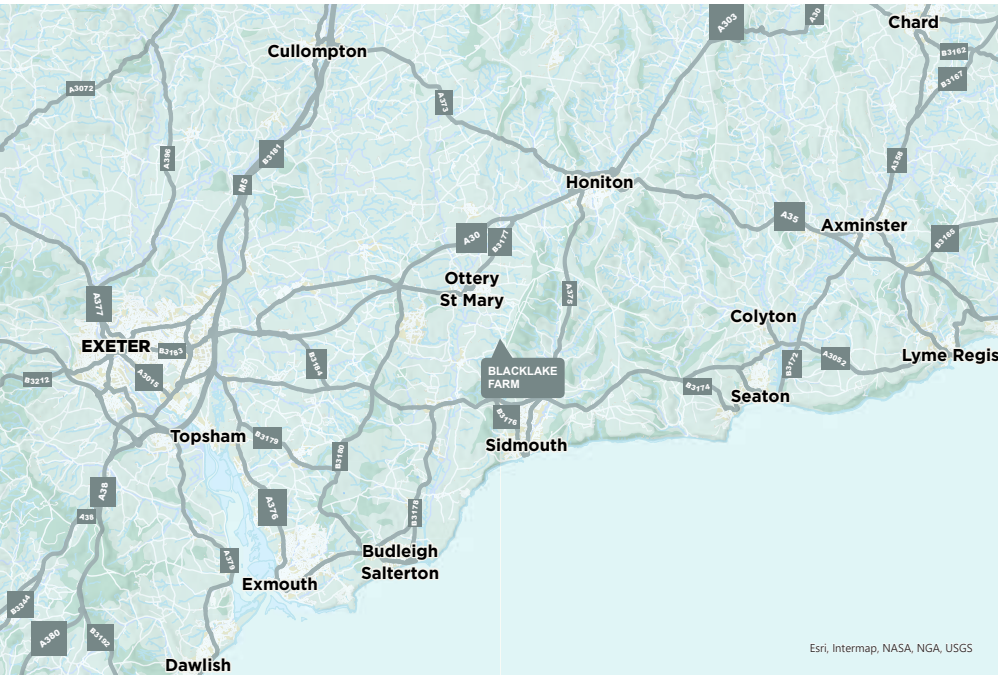 A303
A30
Chard
Cullompton
B3162
B3167
A3072
A373
A396
B3181
A358
M5
Honiton
A35
Axminster
A30
B3177
B3165
Ottery
St Mary
A377
A375
Colyton
EXETER
B3183
B3184
B3172
A3052
Lyme Regis
B3212
A3015
BLACKLAKE
FARM
B3174
Seaton
B3176
Topsham
B3179
Sidmouth
B3180
A38
A376
B3178
A38
A379
Budleigh
Salterton
Exmouth
B3344
A380
B3192
Dawlish
Esri, Intermap, NASA, NGA, USGS